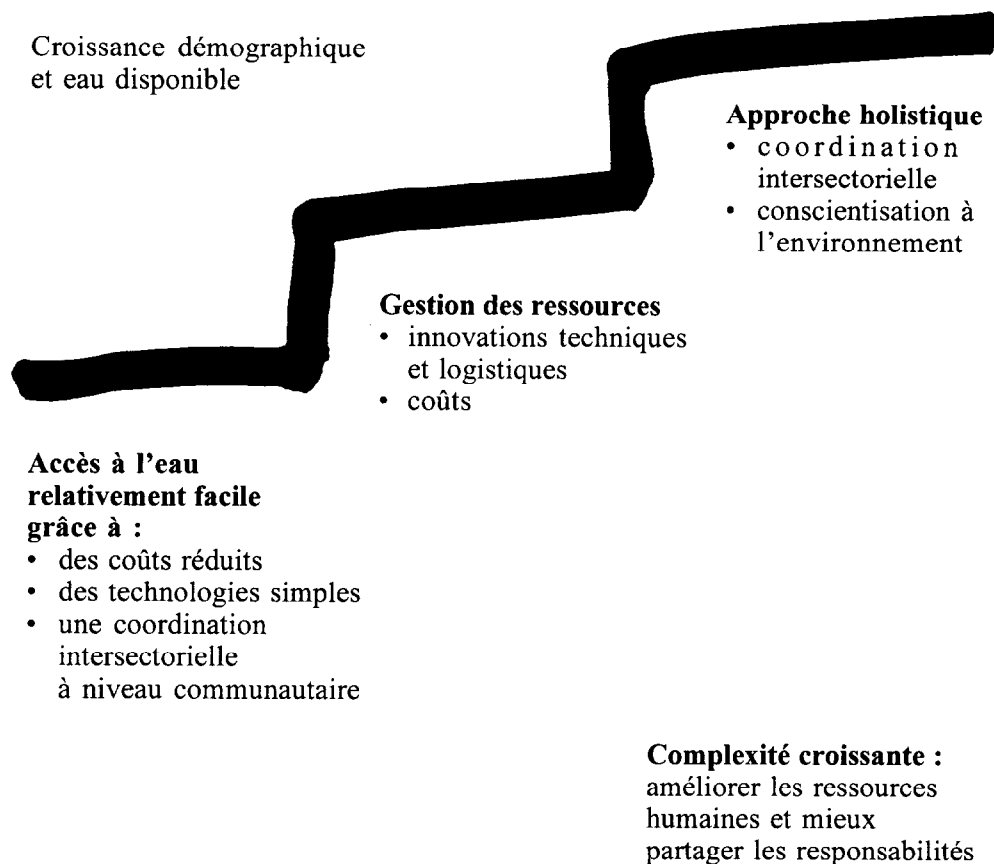 Croissance démographique
et eau disponible
Approche holistique
• coordination
intersectorielle
• conscientisation à
l'environnement
Gestion des ressources
• innovations techniques
et logistiques
• coûts
Accès à l'eau
relativement facile
grâce à :
• des coûts réduits
• des technologies simples
• une coordination
intersectorielle
à niveau communautaire
Complexité croissante :
améliorer les ressources
humaines et mieux
partager les responsabilités